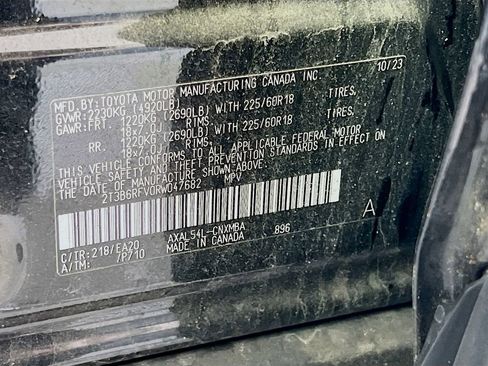 MFD. BY: TOYOTA MOTOR MANUFACTURING CANADA INC. 10/23
GVWR: 2230KG (4920LB)
GAWR: FRT. 1220KG (2690LB) WITH 225/60R18 TIRES.
18x7.0J RIMS.
RR. 1220KG (2690LB) WITH 225/60R18 TIRES.
18x7.0J RIMS.
THIS VEHICLE CONFORMS TO ALL APPLICABLE FEDERAL MOTOR
VEHICLE SAFETY AND THEFT PREVENTION STANDARDS IN EFFECT
ON THE DATE OF MANUFACTURE SHOWN ABOVE.
2T3B6RFV0RW047682 MPV
A
C/TR: 218/EA20 AXAL54L-CNXMBA 896
A/TM: 7P/10 MADE IN CANADA